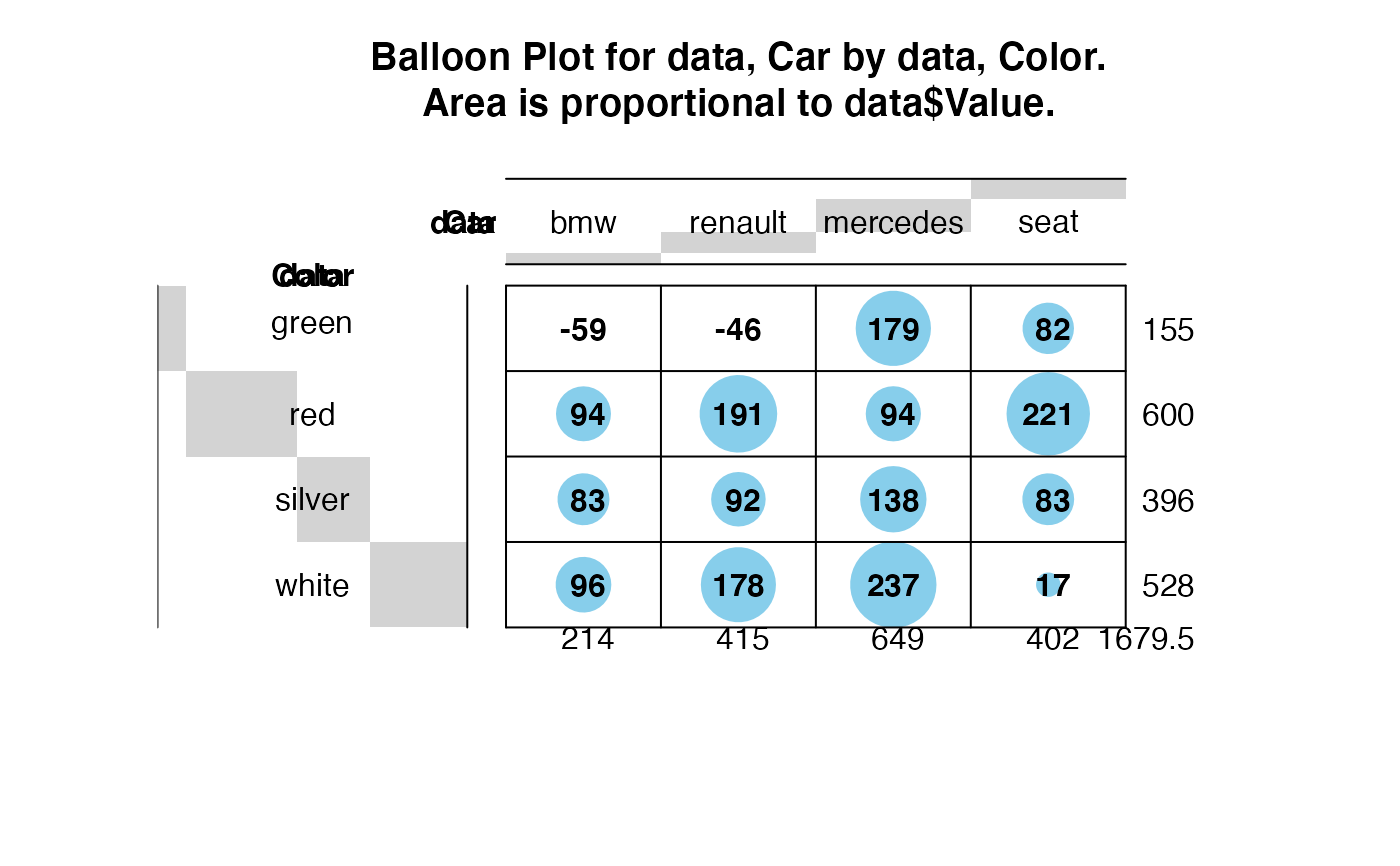 Balloon Plot for data, Car by data, Color.
Area is proportional to data$Value.
data, Car bmw renault mercedes seat
data, Color
green -59 -46 179 82 155
red 94 191 94 221 600
silver 83 92 138 83 396
white 96 178 237 17 528
214 415 649 402 1679.5